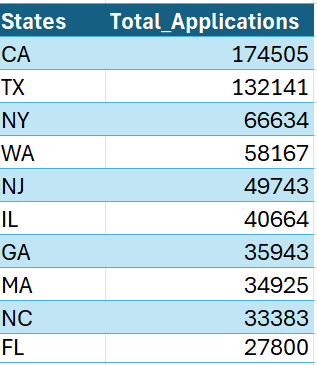 States Total_Applications
CA 174505
TX 132141
NY 66634
WA 58167
NJ 49743
IL 40664
GA 35943
MA 34925
NC 33383
FL 27800